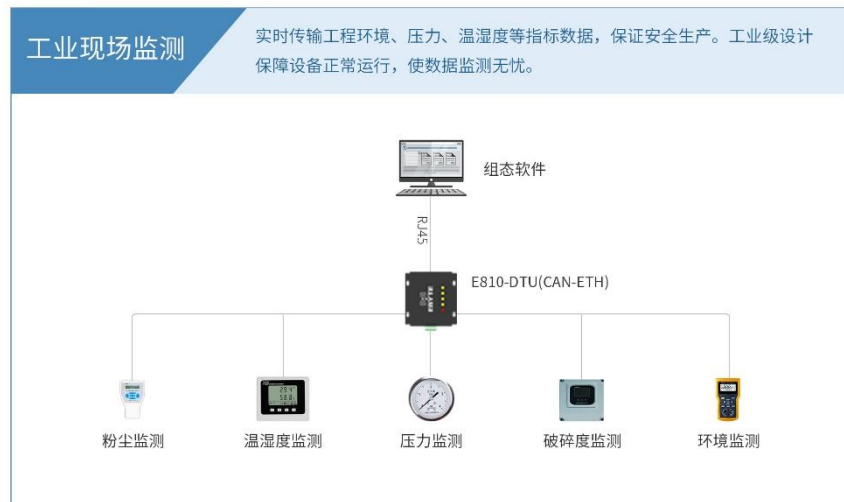 工业现场监测
实时传输工程环境、压力、温湿度等指标数据，保证安全生产。工业级设计
保障设备正常运行，使数据监测无忧。
组态软件
RJ45
E810-DTU(CAN-ETH)
粉尘监测
温湿度监测
压力监测
破碎度监测
环境监测